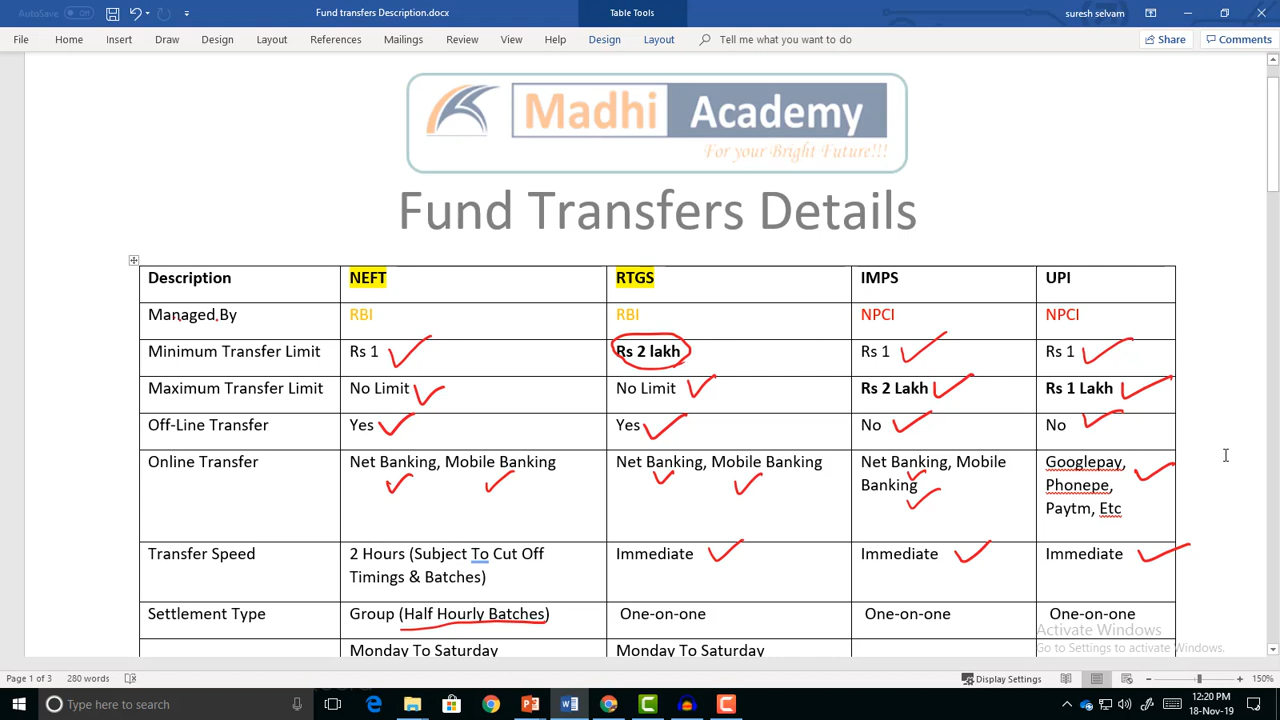 AutoSave Off
Fund transfers Description.docx
Table Tools
suresh selvam
File Home Insert Draw Design Layout References Mailings Review View Help Design Layout Tell me what you want to do Share Comments
Madhi Academy
For your Bright Future!!!
Fund Transfers Details
Description NEFT RTGS IMPS UPI
Managed By RBI RBI NPCI NPCI
Minimum Transfer Limit Rs 1 Rs 2 lakh Rs 1 Rs 1
Maximum Transfer Limit No Limit No Limit Rs 2 Lakh Rs 1 Lakh
Off-Line Transfer Yes Yes No No
Online Transfer Net Banking, Mobile Banking Net Banking, Mobile Banking Net Banking, Mobile Googlepay,
Banking Phonepe,
Paytm, Etc
Transfer Speed 2 Hours (Subject To Cut Off Immediate Immediate Immediate
Timings & Batches)
Settlement Type Group (Half Hourly Batches) One-on-one One-on-one One-on-one
Activate Windows
Go to Settings to activate Windows.
Monday To Saturday Monday To Saturday
Page 1 of 3 280 words Display Settings 150%
Type here to search
12:20 PM
18-Nov-19